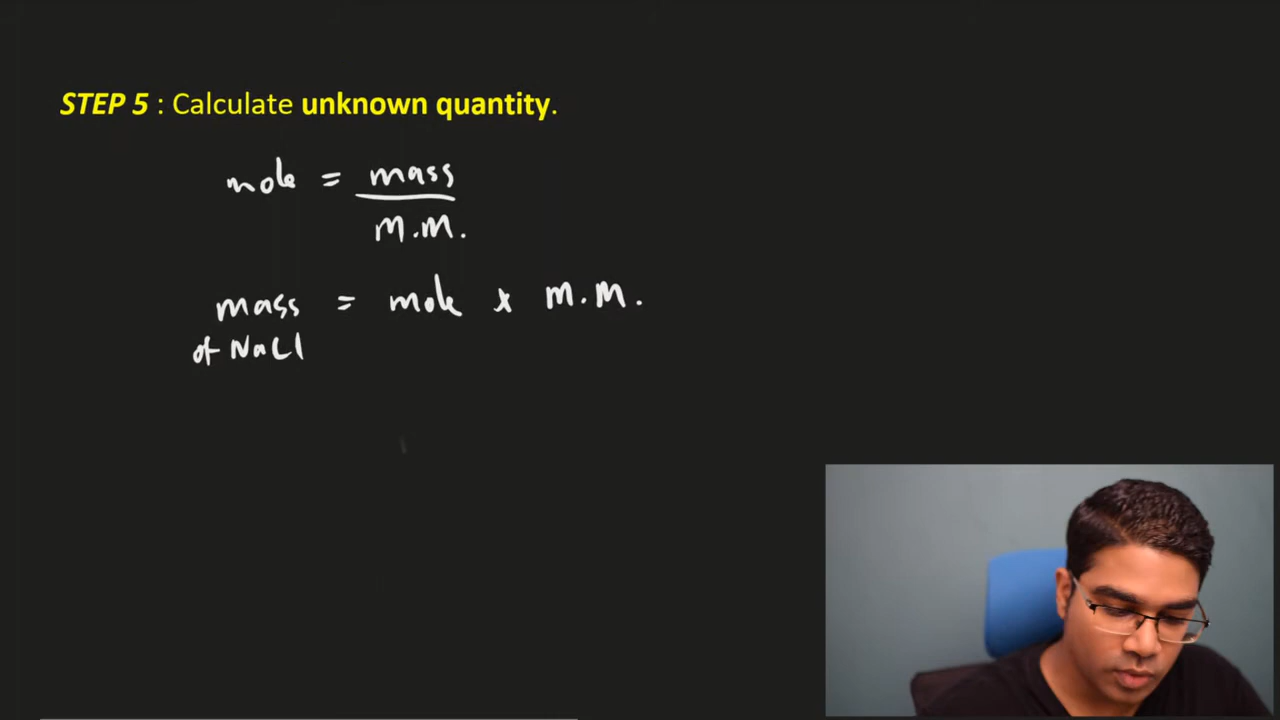 STEP 5 : Calculate unknown quantity.
mole = mass
M.M.
mass = mole x M.M.
of NaCl